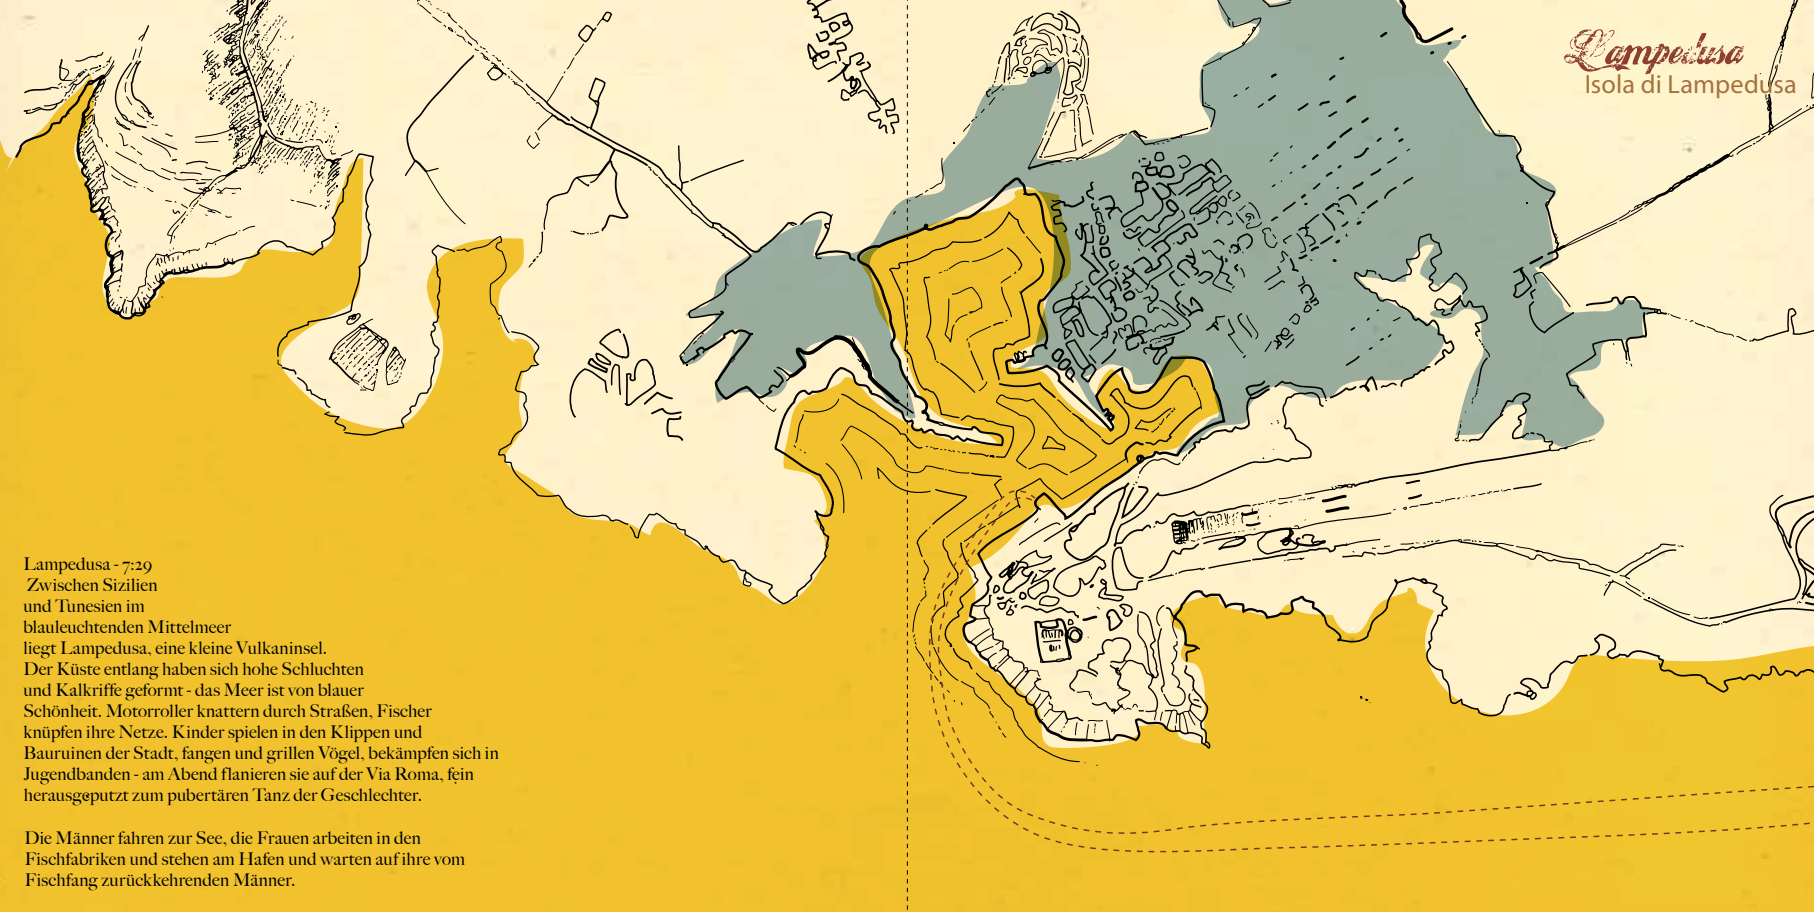 Lampedusa
Isola di Lampedusa
Lampedusa - 7:29
Zwischen Sizilien
und Tunesien im
blauleuchtenden Mittelmeer
liegt Lampedusa, eine kleine Vulkaninsel.
Der Küste entlang haben sich hohe Schluchten
und Kalkriffe geformt - das Meer ist von blauer
Schönheit. Motorroller knattern durch Straßen, Fischer
knüpfen ihre Netze. Kinder spielen in den Klippen und
Bauruinen der Stadt, fangen und grillen Vögel, bekämpfen sich in
Jugendbanden - am Abend flanieren sie auf der Via Roma, fein
herausgeputzt zum pubertären Tanz der Geschlechter.
Die Männer fahren zur See, die Frauen arbeiten in den
Fischfabriken und stehen am Hafen und warten auf ihre vom
Fischfang zurückkehrenden Männer.